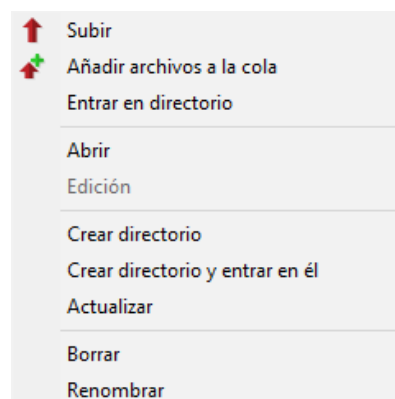 Subir
Añadir archivos a la cola
Entrar en directorio
Abrir
Edición
Crear directorio
Crear directorio y entrar en él
Actualizar
Borrar
Renombrar